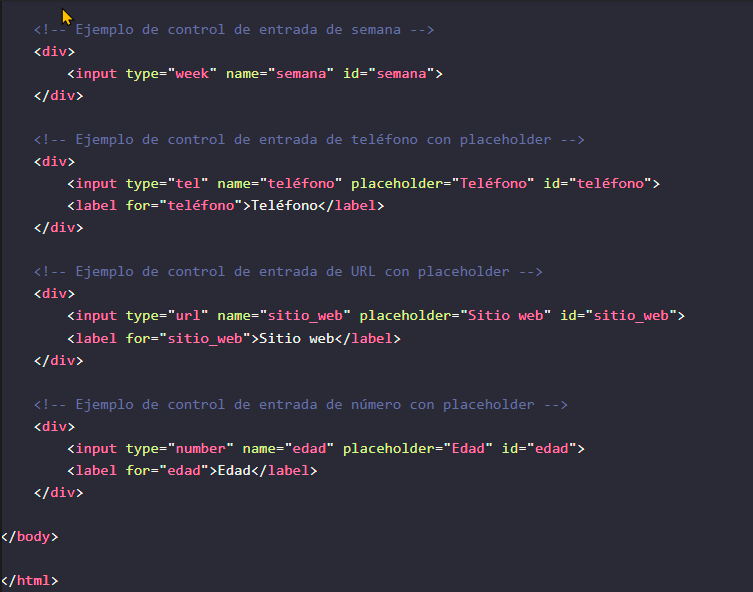 <!-- Ejemplo de control de entrada de semana -->
<div>
<input type="week" name="semana" id="semana">
</div>
<!-- Ejemplo de control de entrada de teléfono con placeholder -->
<div>
<input type="tel" name="teléfono" placeholder="Teléfono" id="teléfono">
<label for="teléfono">Teléfono</label>
</div>
<!-- Ejemplo de control de entrada de URL con placeholder -->
<div>
<input type="url" name="sitio_web" placeholder="Sitio web" id="sitio_web">
<label for="sitio_web">Sitio web</label>
</div>
<!-- Ejemplo de control de entrada de número con placeholder -->
<div>
<input type="number" name="edad" placeholder="Edad" id="edad">
<label for="edad">Edad</label>
</div>
</body>
</html>